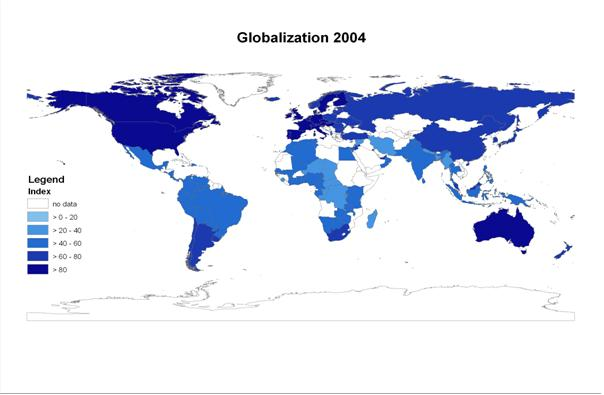 Globalization 2004
Legend
Index
no data
> 0 - 20
> 20 - 40
> 40 - 60
> 60 - 80
> 80